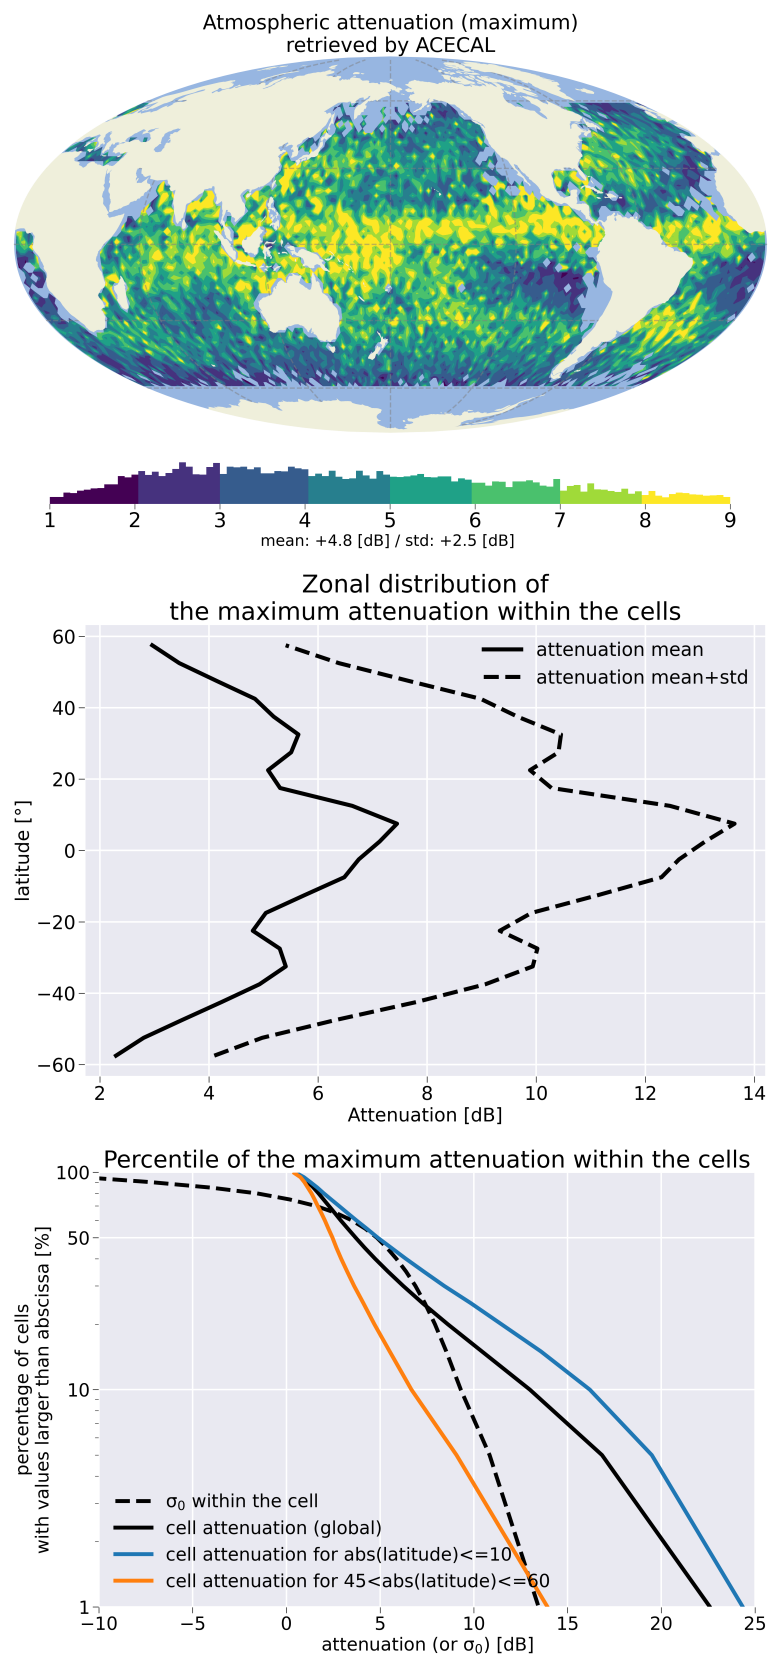 Atmospheric attenuation (maximum)
retrieved by ACECAL
1 2 3 4 5 6 7 8 9
mean: +4.8 [dB] / std: +2.5 [dB]
Zonal distribution of
the maximum attenuation within the cells
attenuation mean
attenuation mean+std
60
40
20
0
−20
−40
−60
latitude [°]
2 4 6 8 10 12 14
Attenuation [dB]
Percentile of the maximum attenuation within the cells
100
50
10
1
percentage of cells
with values larger than abscissa [%]
σ₀ within the cell
cell attenuation (global)
cell attenuation for abs(latitude)<=10
cell attenuation for 45<abs(latitude)<=60
−10 −5 0 5 10 15 20 25
attenuation (or σ₀) [dB]